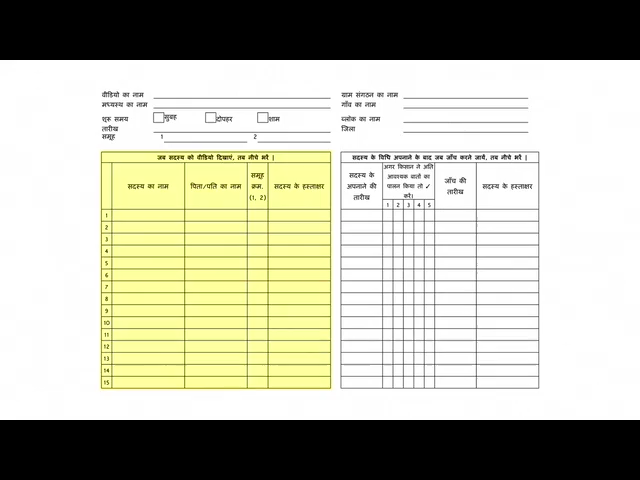 वीडियो का नाम
मध्यस्थ का नाम
शुरू समय सुबह दोपहर शाम
तारीख
समूह 1 2
ग्राम संगठन का नाम
गाँव का नाम
ब्लोक का नाम
जिला
जब सदस्य को वीडियो दिखाएं, तब नीचे भरें |
सदस्य का नाम पिता/पति का नाम समूह क्रम. (1, 2) सदस्य के हस्ताक्षर
1
2
3
4
5
6
7
8
9
10
11
12
13
14
15
सदस्य के विधि अपनाने के बाद जब जाँच करने जायें, तब नीचे भरें |
सदस्य के अपनाने की तारीख अगर किसान ने अति आवश्यक बातों का पालन किया तो ✓ करें। जाँच की तारीख सदस्य के हस्ताक्षर
1 2 3 4 5